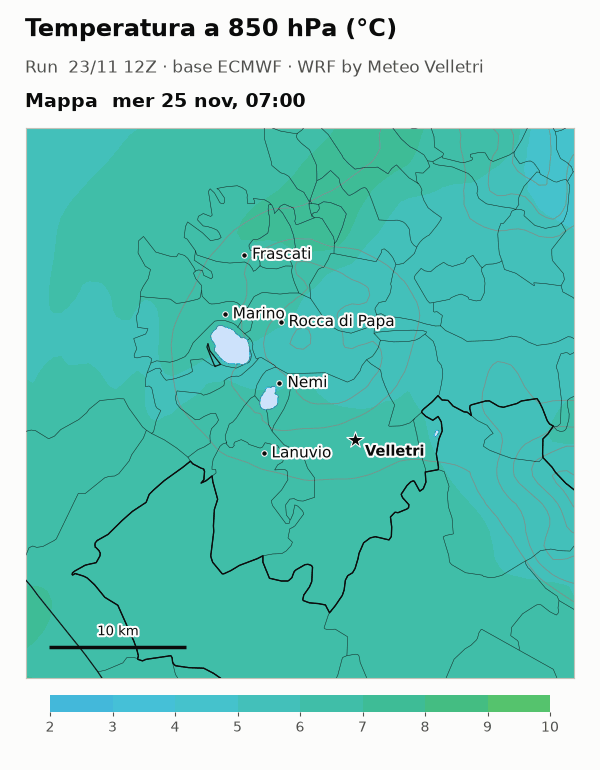 Temperatura a 850 hPa (°C)
Run  23/11 12Z · base ECMWF · WRF by Meteo Velletri
Mappa  mer 25 nov, 07:00
Frascati
Marino
Rocca di Papa
Nemi
Velletri
Lanuvio
10 km
2 3 4 5 6 7 8 9 10